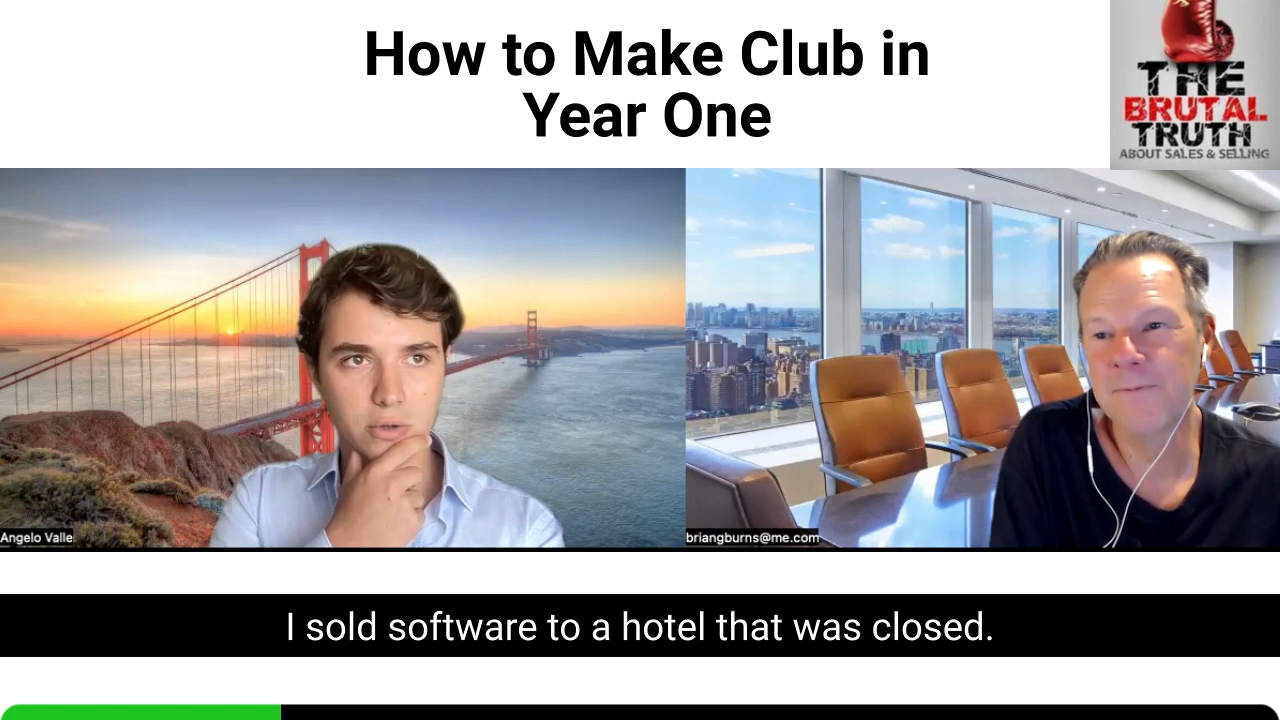 How to Make Club in
Year One
THE
BRUTAL
TRUTH
ABOUT SALES & SELLING
Angelo Valle
briangburns@me.com
I sold software to a hotel that was closed.